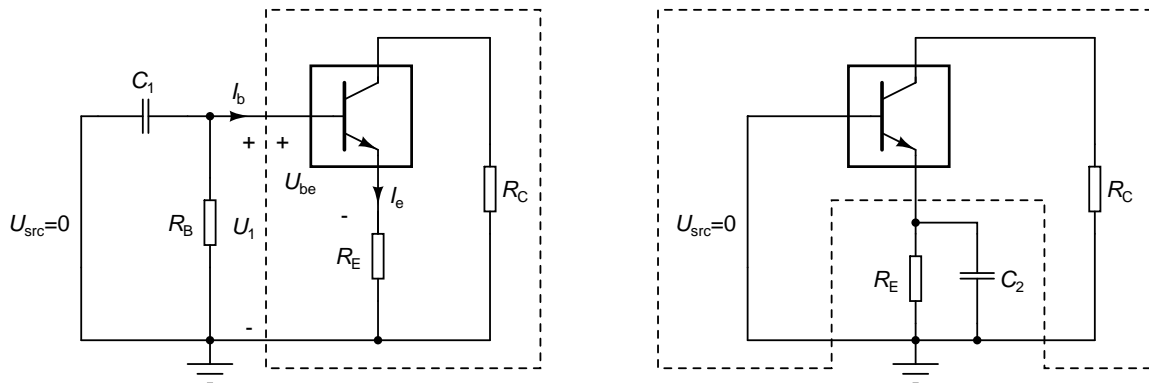 C1
Ib
+ +
Ube
Ie
RC
Usrc=0
RB
U1
-
RE
-
RC
Usrc=0
RE
C2